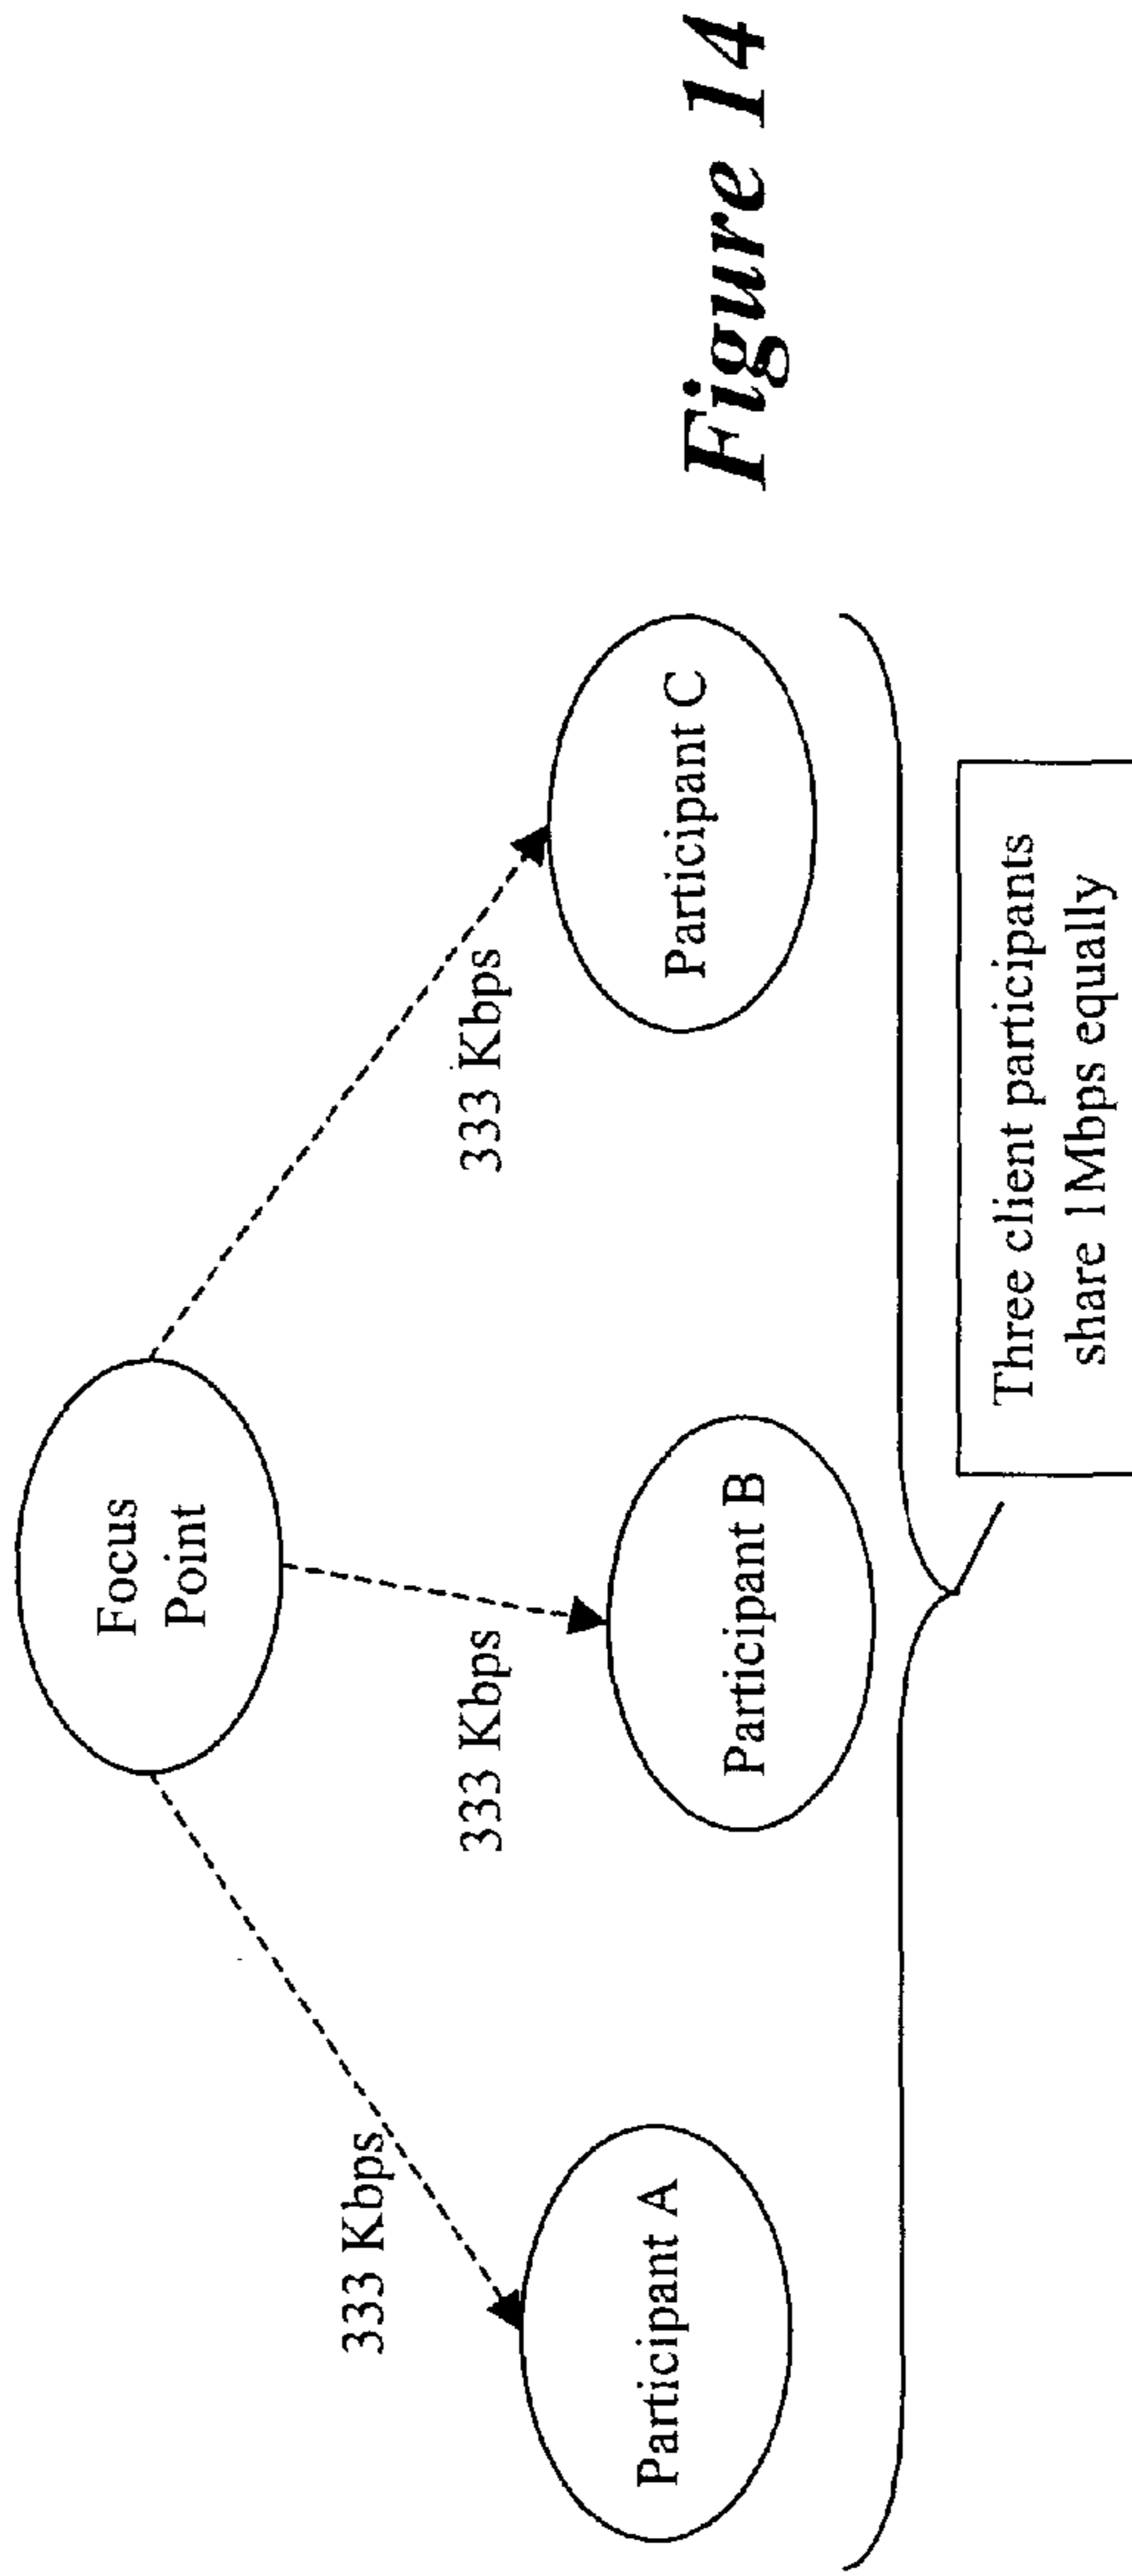 Focus
Point
333 Kbps
333 Kbps
333 Kbps
Participant A
Participant B
Participant C
Three client participants
share 1Mbps equally
Figure 14